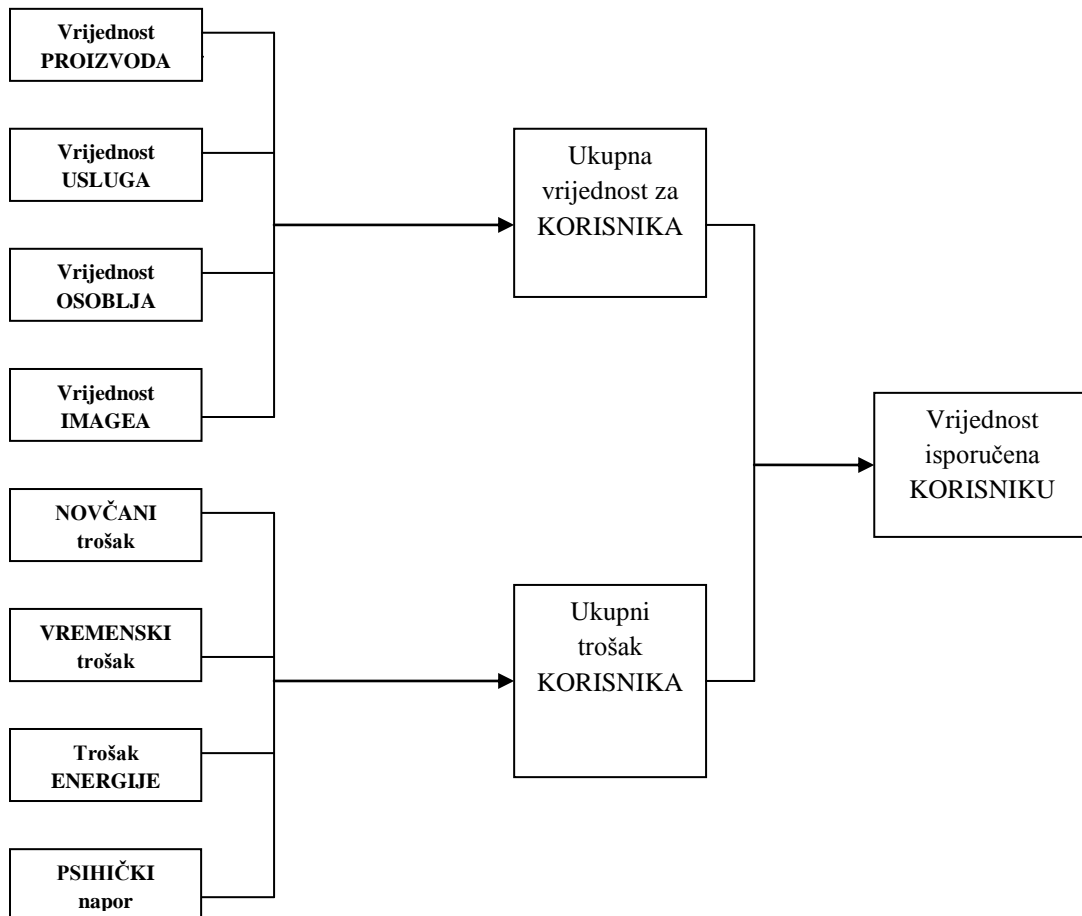 Vrijednost
PROIZVODA
Vrijednost
USLUGA
Vrijednost
OSOBLJA
Vrijednost
IMAGEA
NOVČANI
trošak
VREMENSKI
trošak
Trošak
ENERGIJE
PSIHIČKI
napor
Ukupna
vrijednost za
KORISNIKA
Ukupni
trošak
KORISNIKA
Vrijednost
isporučena
KORISNIKU